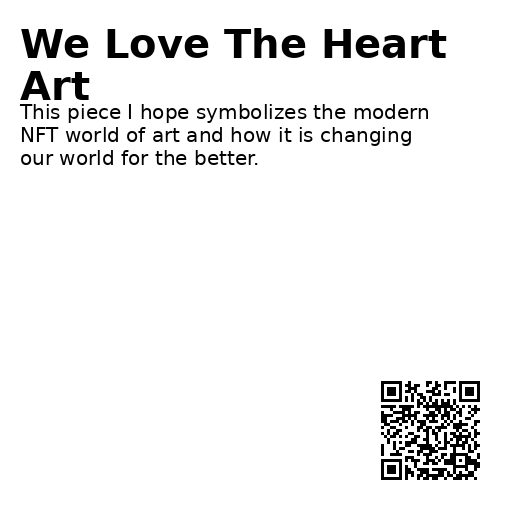 We Love The Heart
Art
This piece I hope symbolizes the modern
NFT world of art and how it is changing
our world for the better.